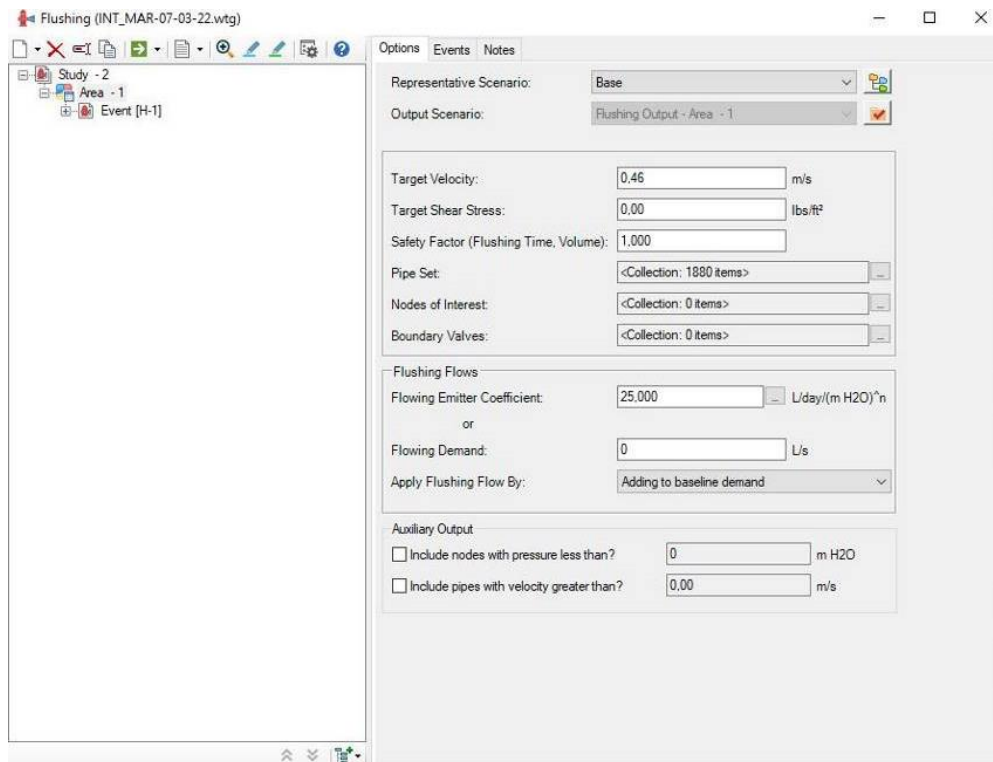 Flushing (INT_MAR-07-03-22.wtg)
Options Events Notes
Study - 2
Area - 1
Event [H-1]
Representative Scenario: Base
Output Scenario: Flushing Output - Area - 1
Target Velocity: 0,46 m/s
Target Shear Stress: 0,00 lbs/ft²
Safety Factor (Flushing Time, Volume): 1,000
Pipe Set: <Collection: 1880 items> ...
Nodes of Interest: <Collection: 0 items> ...
Boundary Valves: <Collection: 0 items> ...
Flushing Flows
Flowing Emitter Coefficient: 25,000 ... L/day/(m H2O)^n
or
Flowing Demand: 0 L/s
Apply Flushing Flow By: Adding to baseline demand
Auxiliary Output
Include nodes with pressure less than? 0 m H2O
Include pipes with velocity greater than? 0,00 m/s